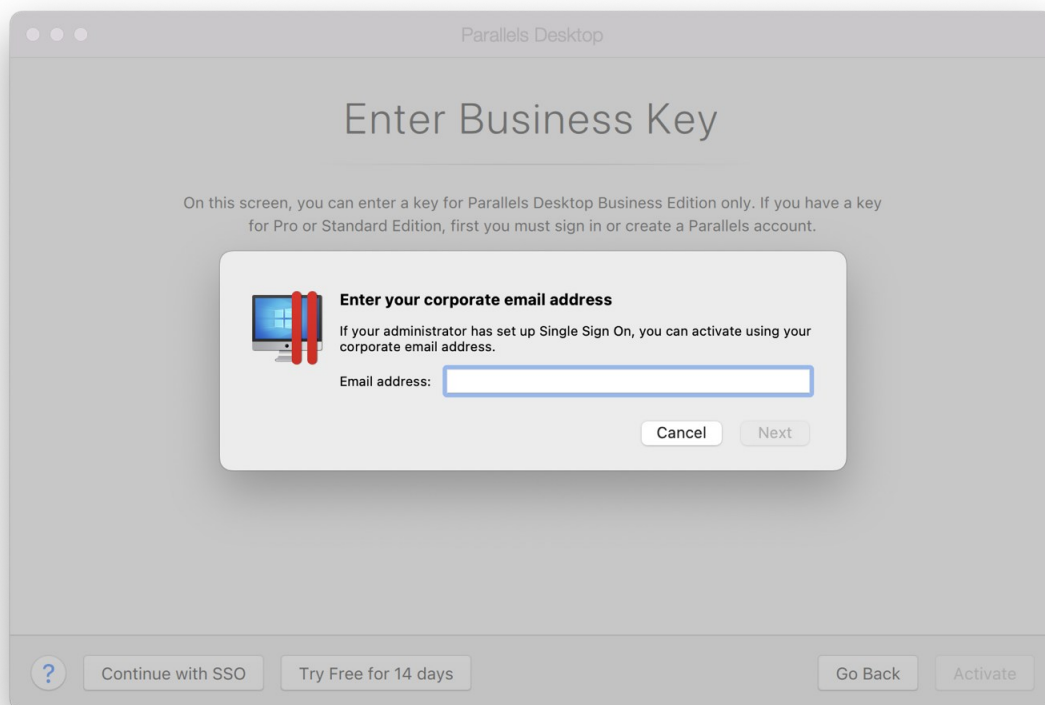 Parallels Desktop
Enter Business Key
On this screen, you can enter a key for Parallels Desktop Business Edition only. If you have a key
for Pro or Standard Edition, first you must sign in or create a Parallels account.
Enter your corporate email address
If your administrator has set up Single Sign On, you can activate using your
corporate email address.
Email address:
Cancel Next
? Continue with SSO Try Free for 14 days Go Back Activate